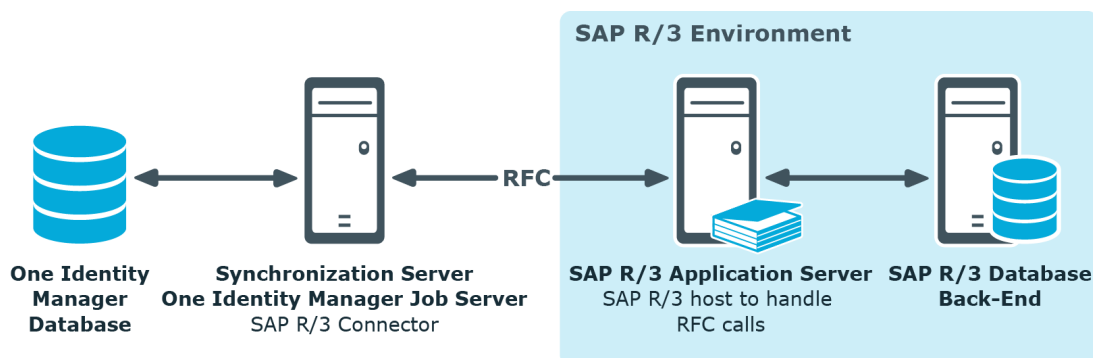 SAP R/3 Environment
RFC
One Identity
Manager
Database
Synchronization Server
One Identity Manager Job Server
SAP R/3 Connector
SAP R/3 Application Server
SAP R/3 host to handle
RFC calls
SAP R/3 Database
Back-End